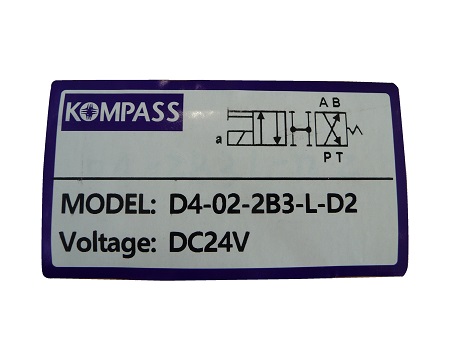 KOMPASS
A B
a
P T
MODEL: D4-02-2B3-L-D2
Voltage: DC24V